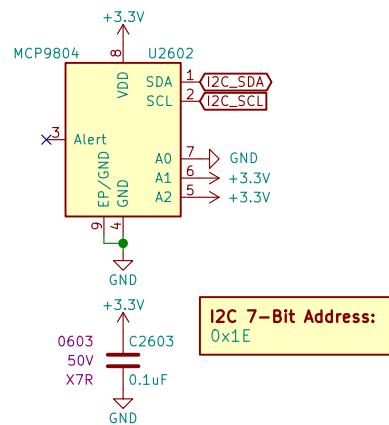 +3.3V
MCP9804 U2602
8
VDD
SDA 1 I2C_SDA
SCL 2 I2C_SCL
3 Alert
A0 7 GND
A1 6 +3.3V
A2 5 +3.3V
EP/GND GND
9 4
GND
+3.3V
0603 C2603
50V
X7R 0.1uF
GND
I2C 7-Bit Address:
0x1E